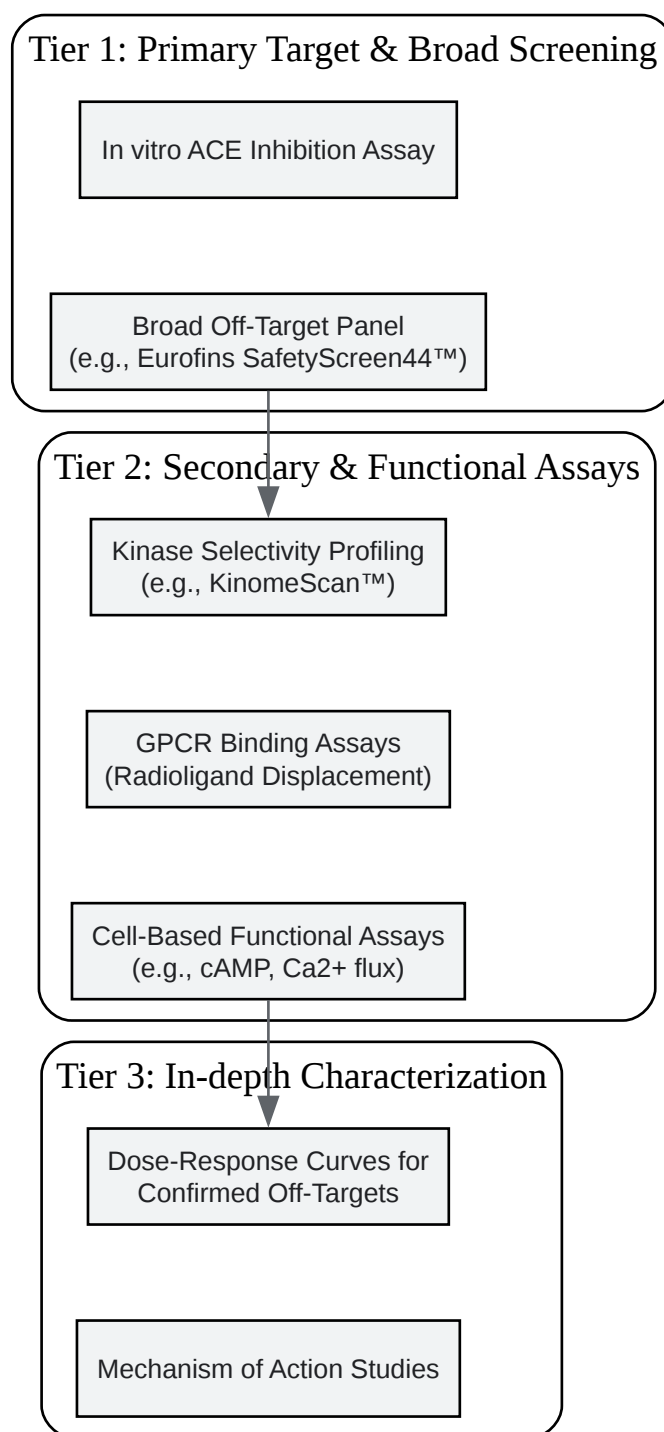 Tier 1: Primary Target & Broad Screening
In vitro ACE Inhibition Assay
Broad Off-Target Panel
(e.g., Eurofins SafetyScreen44™)
Tier 2: Secondary & Functional Assays
Kinase Selectivity Profiling
(e.g., KinomeScan™)
GPCR Binding Assays
(Radioligand Displacement)
Cell-Based Functional Assays
(e.g., cAMP, Ca2+ flux)
Tier 3: In-depth Characterization
Dose-Response Curves for
Confirmed Off-Targets
Mechanism of Action Studies